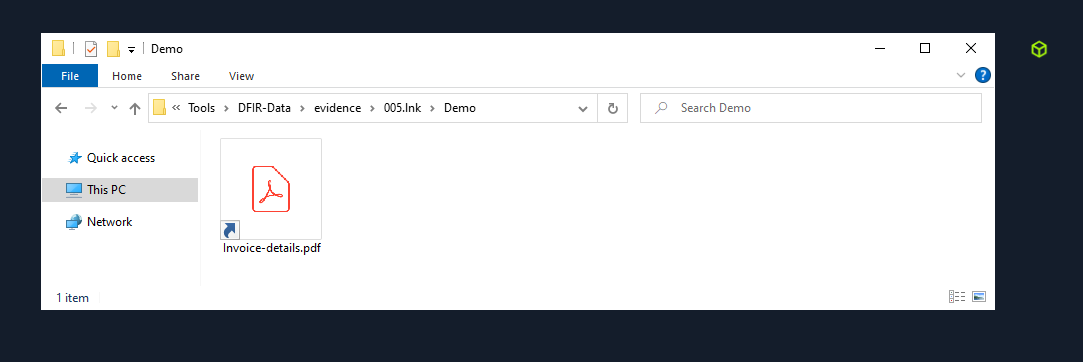 Demo
File Home Share View
« Tools DFIR-Data evidence 005.lnk Demo Search Demo
Quick access
This PC
Network
Invoice-details.pdf
1 item